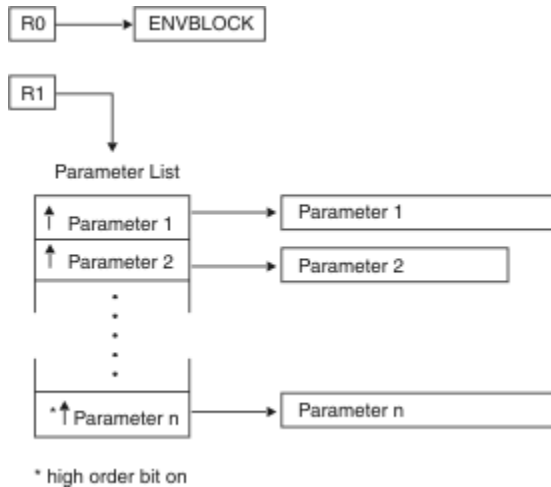 R0
ENVBLOCK
R1
Parameter List
Parameter 1
Parameter 1
Parameter 2
Parameter 2
* Parameter n
Parameter n
* high order bit on